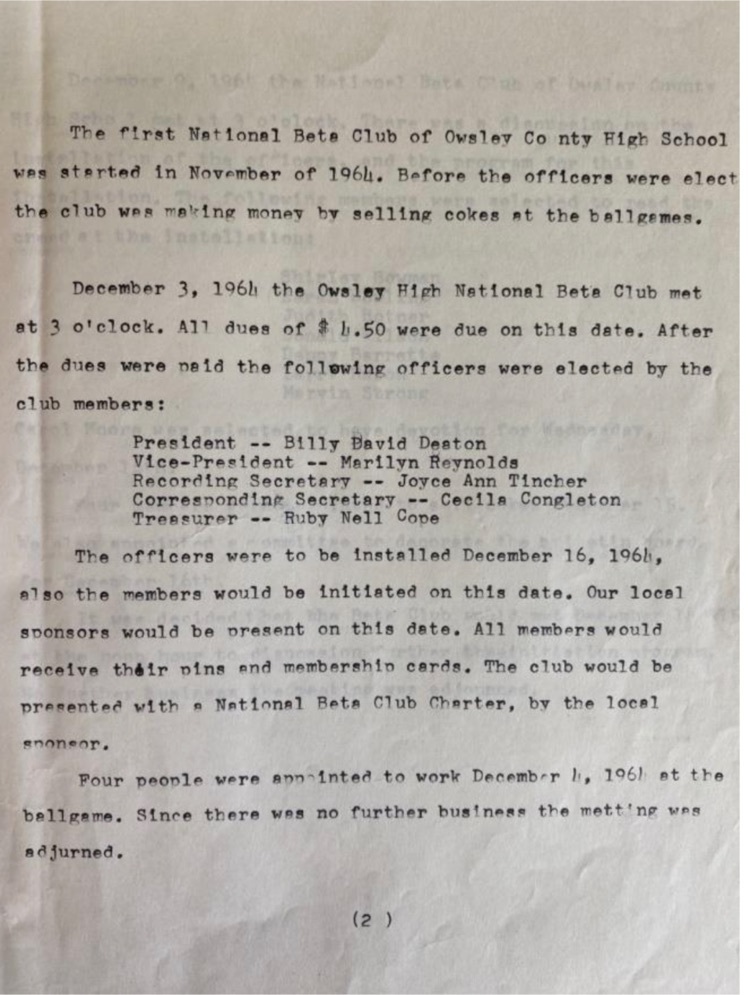 The first National Beta Club of Owsley Co nty High School
was started in November of 1964. Before the officers were elect
the club was making money by selling cokes at the ballgames.
December 3, 1964 the Owsley High National Beta Club met
at 3 o'clock. All dues of $ 4.50 were due on this date. After
the dues were paid the following officers were elected by the
club members:
President -- Billy David Deaton
Vice-President -- Marilyn Reynolds
Recording Secretary -- Joyce Ann Tincher
Corresponding Secretary -- Cecila Congleton
Treasurer -- Ruby Nell Cope
The officers were to be installed December 16, 1964,
also the members would be initiated on this date. Our local
sponsors would be present on this date. All members would
receive their pins and membership cards. The club would be
presented with a National Beta Club Charter, by the local
sponsor.
Four people were appointed to work December 4, 1964 at the
ballgame. Since there was no further business the metting was
adjurned.
(2 )